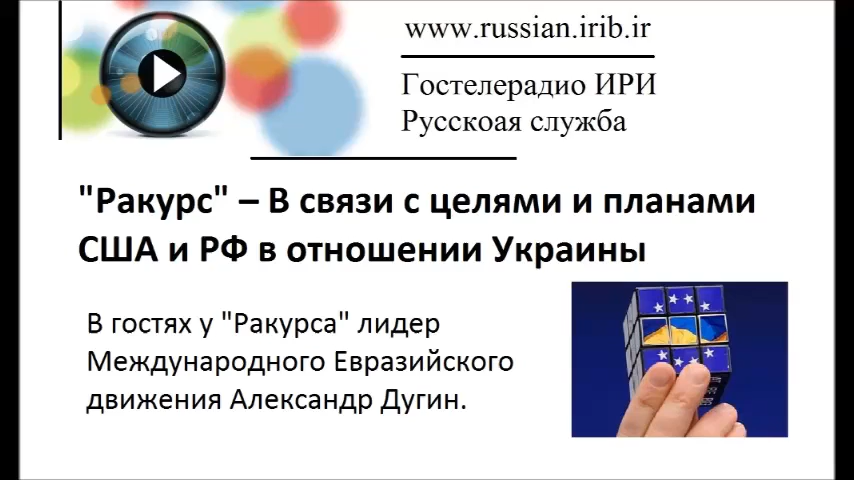 www.russian.irib.ir
Гостелерадио ИРИ
Русскоая служба
"Ракурс" – В связи с целями и планами
США и РФ в отношении Украины
В гостях у "Ракурса" лидер
Международного Евразийского
движения Александр Дугин.